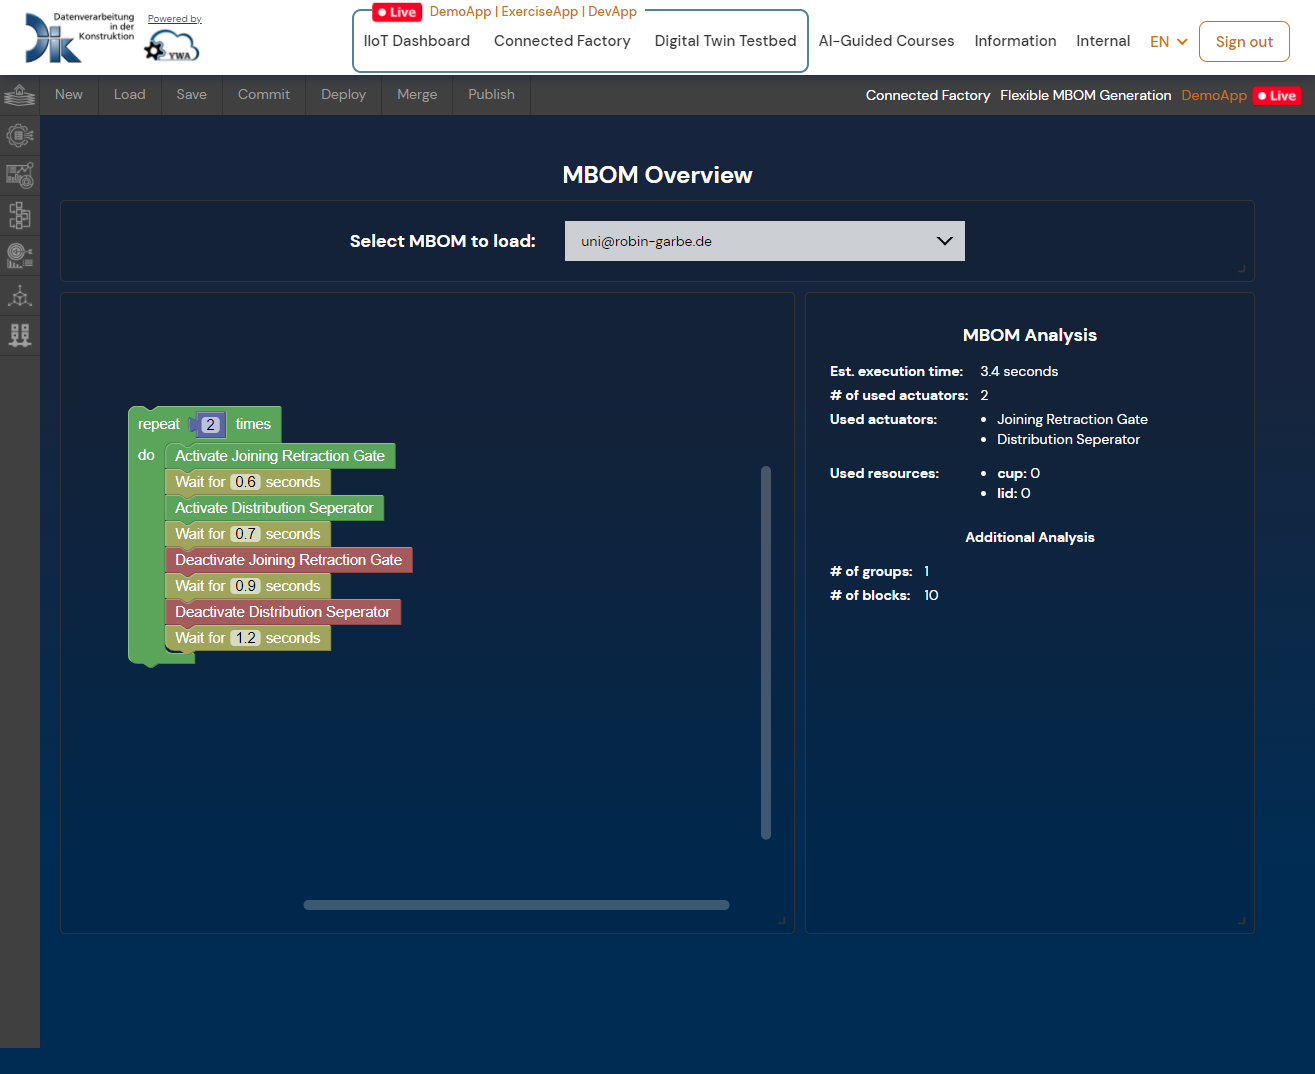 Datenverarbeitung
in der
Konstruktion
dik
Powered by
YWA
Live DemoApp | ExerciseApp | DevApp
IIoT Dashboard Connected Factory Digital Twin Testbed AI-Guided Courses Information Internal EN Sign out
New Load Save Commit Deploy Merge Publish Connected Factory Flexible MBOM Generation DemoApp Live
MBOM Overview
Select MBOM to load: uni@robin-garbe.de
repeat 2 times
do Activate Joining Retraction Gate
Wait for 0.6 seconds
Activate Distribution Seperator
Wait for 0.7 seconds
Deactivate Joining Retraction Gate
Wait for 0.9 seconds
Deactivate Distribution Seperator
Wait for 1.2 seconds
MBOM Analysis
Est. execution time: 3.4 seconds
# of used actuators: 2
Used actuators: • Joining Retraction Gate
• Distribution Seperator
Used resources: • cup: 0
• lid: 0
Additional Analysis
# of groups: 1
# of blocks: 10